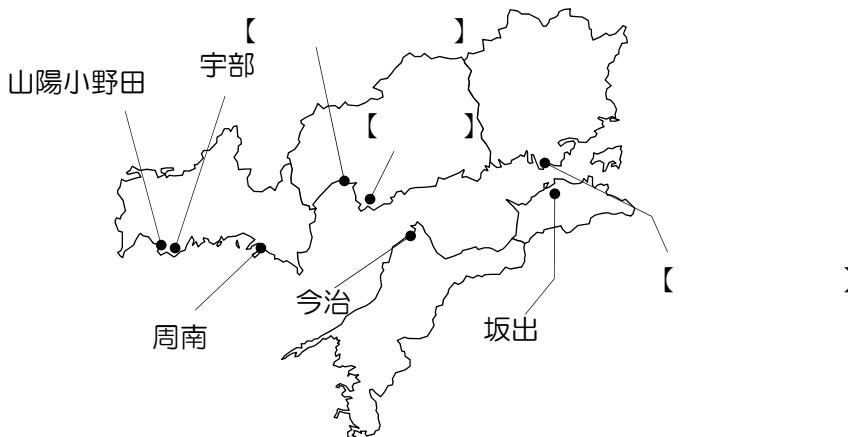 【　　　　　　　】
宇部
山陽小野田
【　　　】
【　　　　　　】
今治
坂出
周南